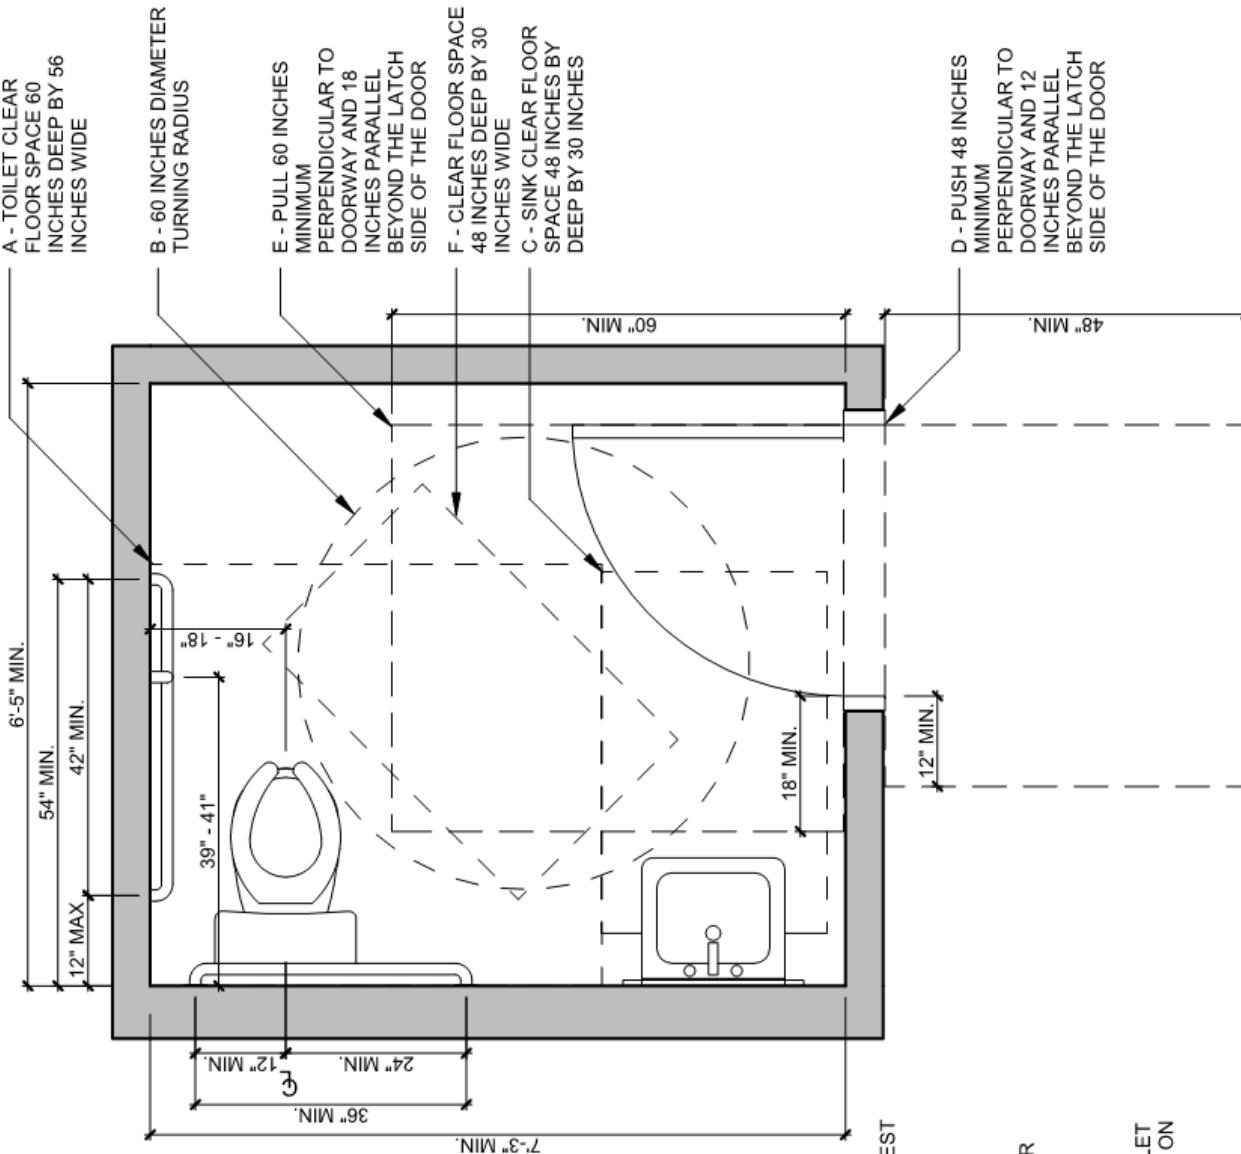 A - TOILET CLEAR
FLOOR SPACE 60
INCHES DEEP BY 56
INCHES WIDE
B - 60 INCHES DIAMETER
TURNING RADIUS
E - PULL 60 INCHES
MINIMUM
PERPENDICULAR TO
DOORWAY AND 18
INCHES PARALLEL
BEYOND THE LATCH
SIDE OF THE DOOR
F - CLEAR FLOOR SPACE
48 INCHES DEEP BY 30
INCHES WIDE
C - SINK CLEAR FLOOR
SPACE 48 INCHES BY
DEEP BY 30 INCHES
D - PUSH 48 INCHES
MINIMUM
PERPENDICULAR TO
DOORWAY AND 12
INCHES PARALLEL
BEYOND THE LATCH
SIDE OF THE DOOR
6'-5" MIN.
54" MIN.
42" MIN.
12" MAX.
39" - 41"
16" - 18"
60" MIN.
48" MIN.
18" MIN.
12" MIN.
12" MIN.
24" MIN.
CL
36" MIN.
7'-3" MIN.
EST
R
LET
ON